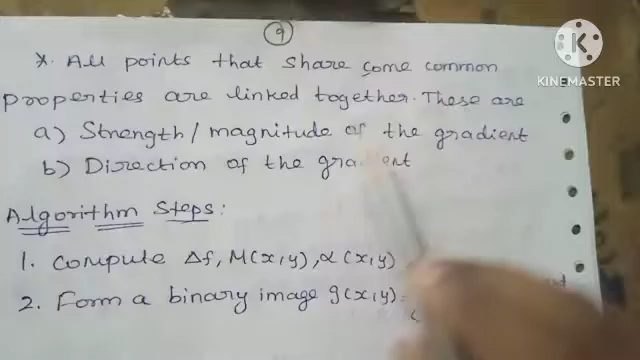 9
* All points that share some common
properties are linked together. These are
a) Strength / magnitude of the gradient
b) Direction of the gradient
Algorithm Steps:
1. Compute Δf, M(x,y), α(x,y)
2. Form a binary image g(x,y) =
KINEMASTER